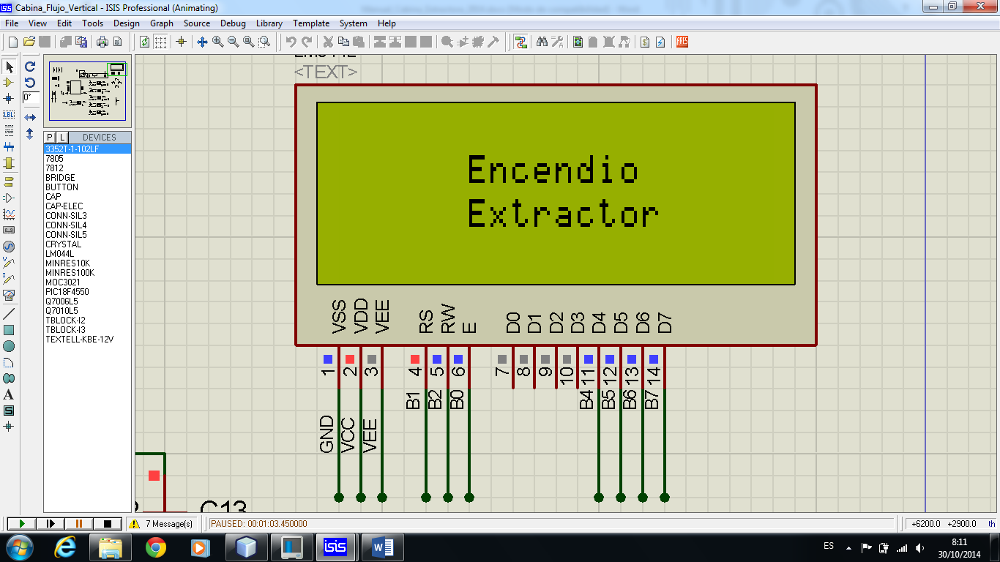 isis Cabina_Flujo_Vertical - ISIS Professional (Animating)
File View Edit Tools Design Graph Source Debug Library Template System Help
ARES
<TEXT>
LBL
0°
P L DEVICES
3352T-1-102LF
7805
7812
BRIDGE
BUTTON
CAP
CAP-ELEC
CONN-SIL3
CONN-SIL4
CONN-SIL5
CRYSTAL
LM044L
MINRES10K
MINRES100K
MOC3021
PIC18F4550
Q7006L5
Q7010L5
TBLOCK-I2
TBLOCK-I3
TEXTELL-KBE-12V
Encendio
Extractor
VSS VDD VEE RS RW E D0 D1 D2 D3 D4 D5 D6 D7
1 2 3 4 5 6 7 8 9 10 11 12 13 14
B1 B2 B0 B4 B5 B6 B7
GND VCC VEE
C13
7 Message(s) PAUSED: 00:01:03.450000 +6200.0 +2900.0 th
isis
ES 8:11
30/10/2014